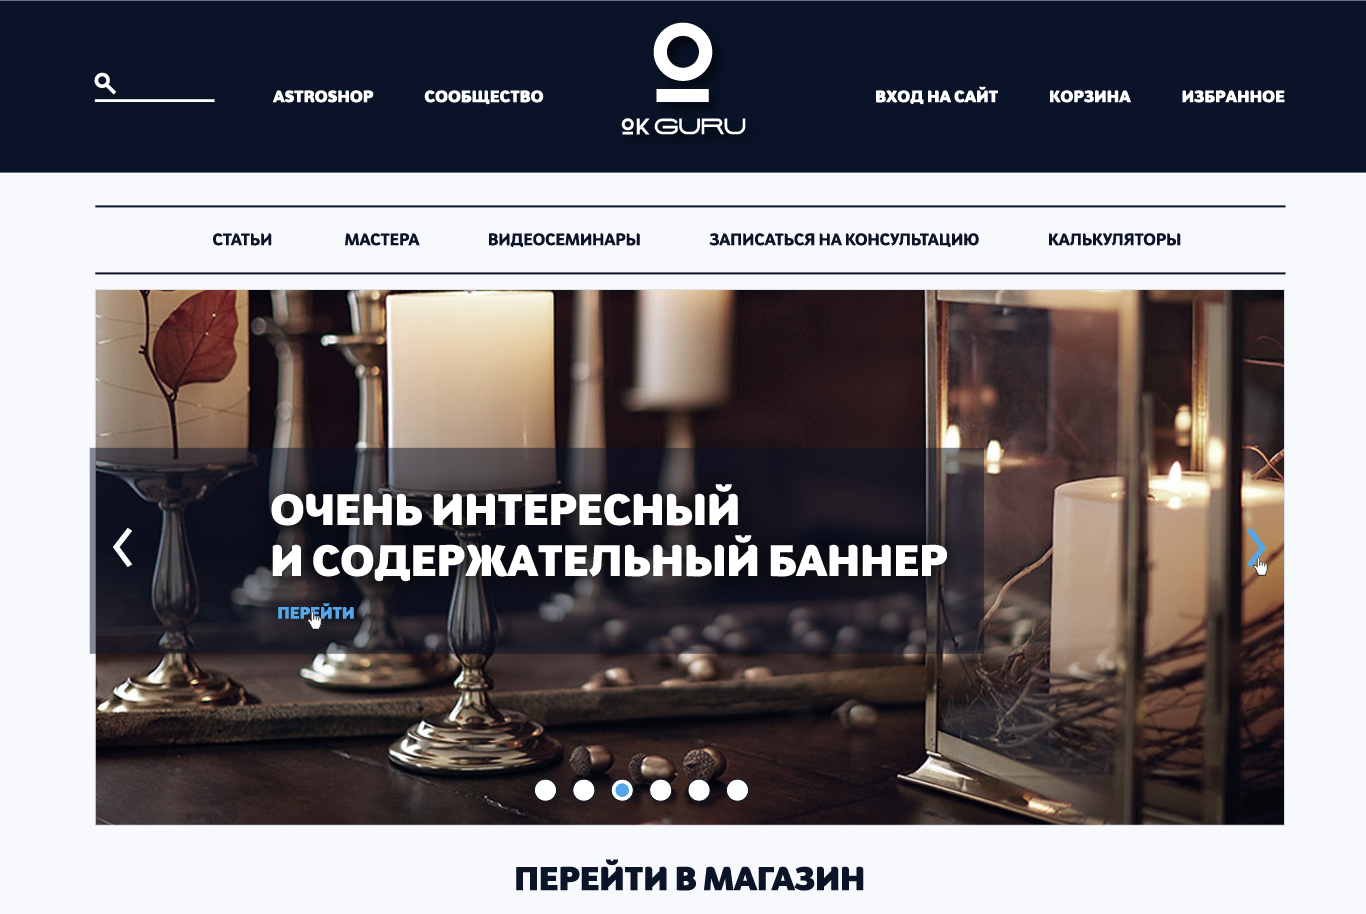 ASTROSHOP
СООБЩЕСТВО
OK GURU
ВХОД НА САЙТ
КОРЗИНА
ИЗБРАННОЕ
СТАТЬИ
МАСТЕРА
ВИДЕОСЕМИНАРЫ
ЗАПИСАТЬСЯ НА КОНСУЛЬТАЦИЮ
КАЛЬКУЛЯТОРЫ
ОЧЕНЬ ИНТЕРЕСНЫЙ
И СОДЕРЖАТЕЛЬНЫЙ БАННЕР
ПЕРЕЙТИ
ПЕРЕЙТИ В МАГАЗИН